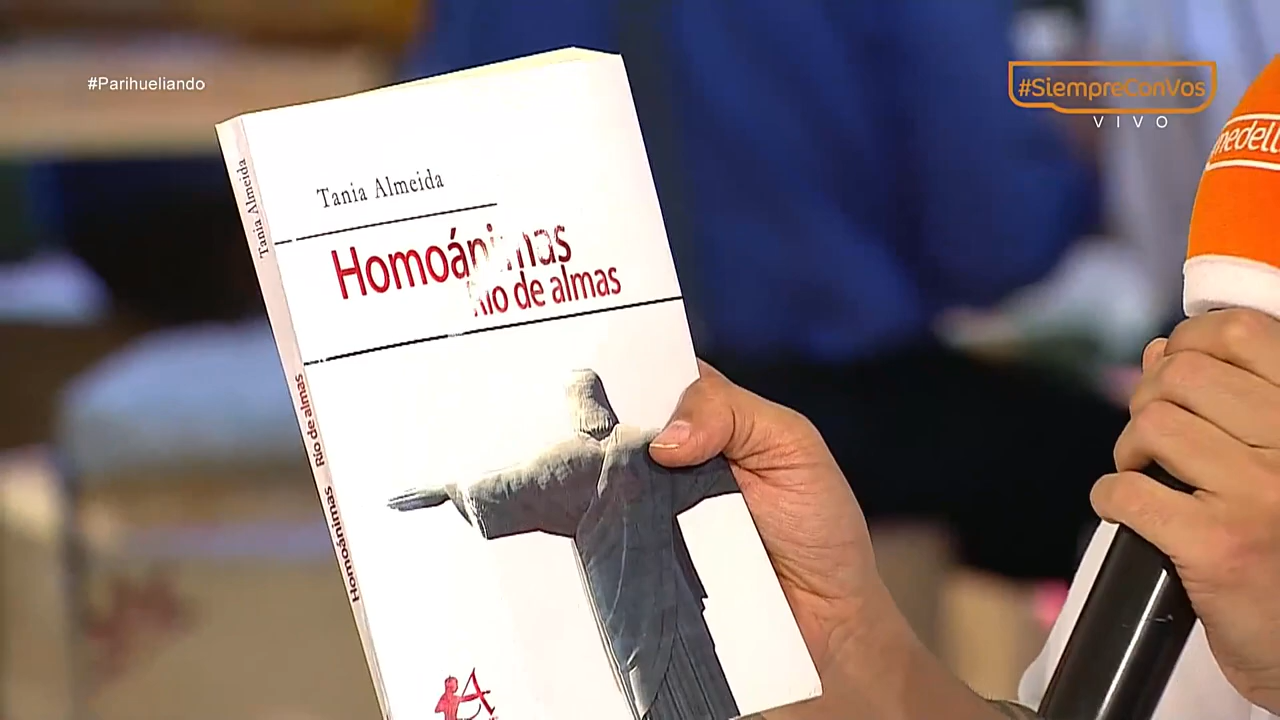 #Parihueliando
#SiempreConVos
VIVO
Tania Almeida
Homoánimas
Río de almas
Tania Almeida
Río de almas
Homoánimas